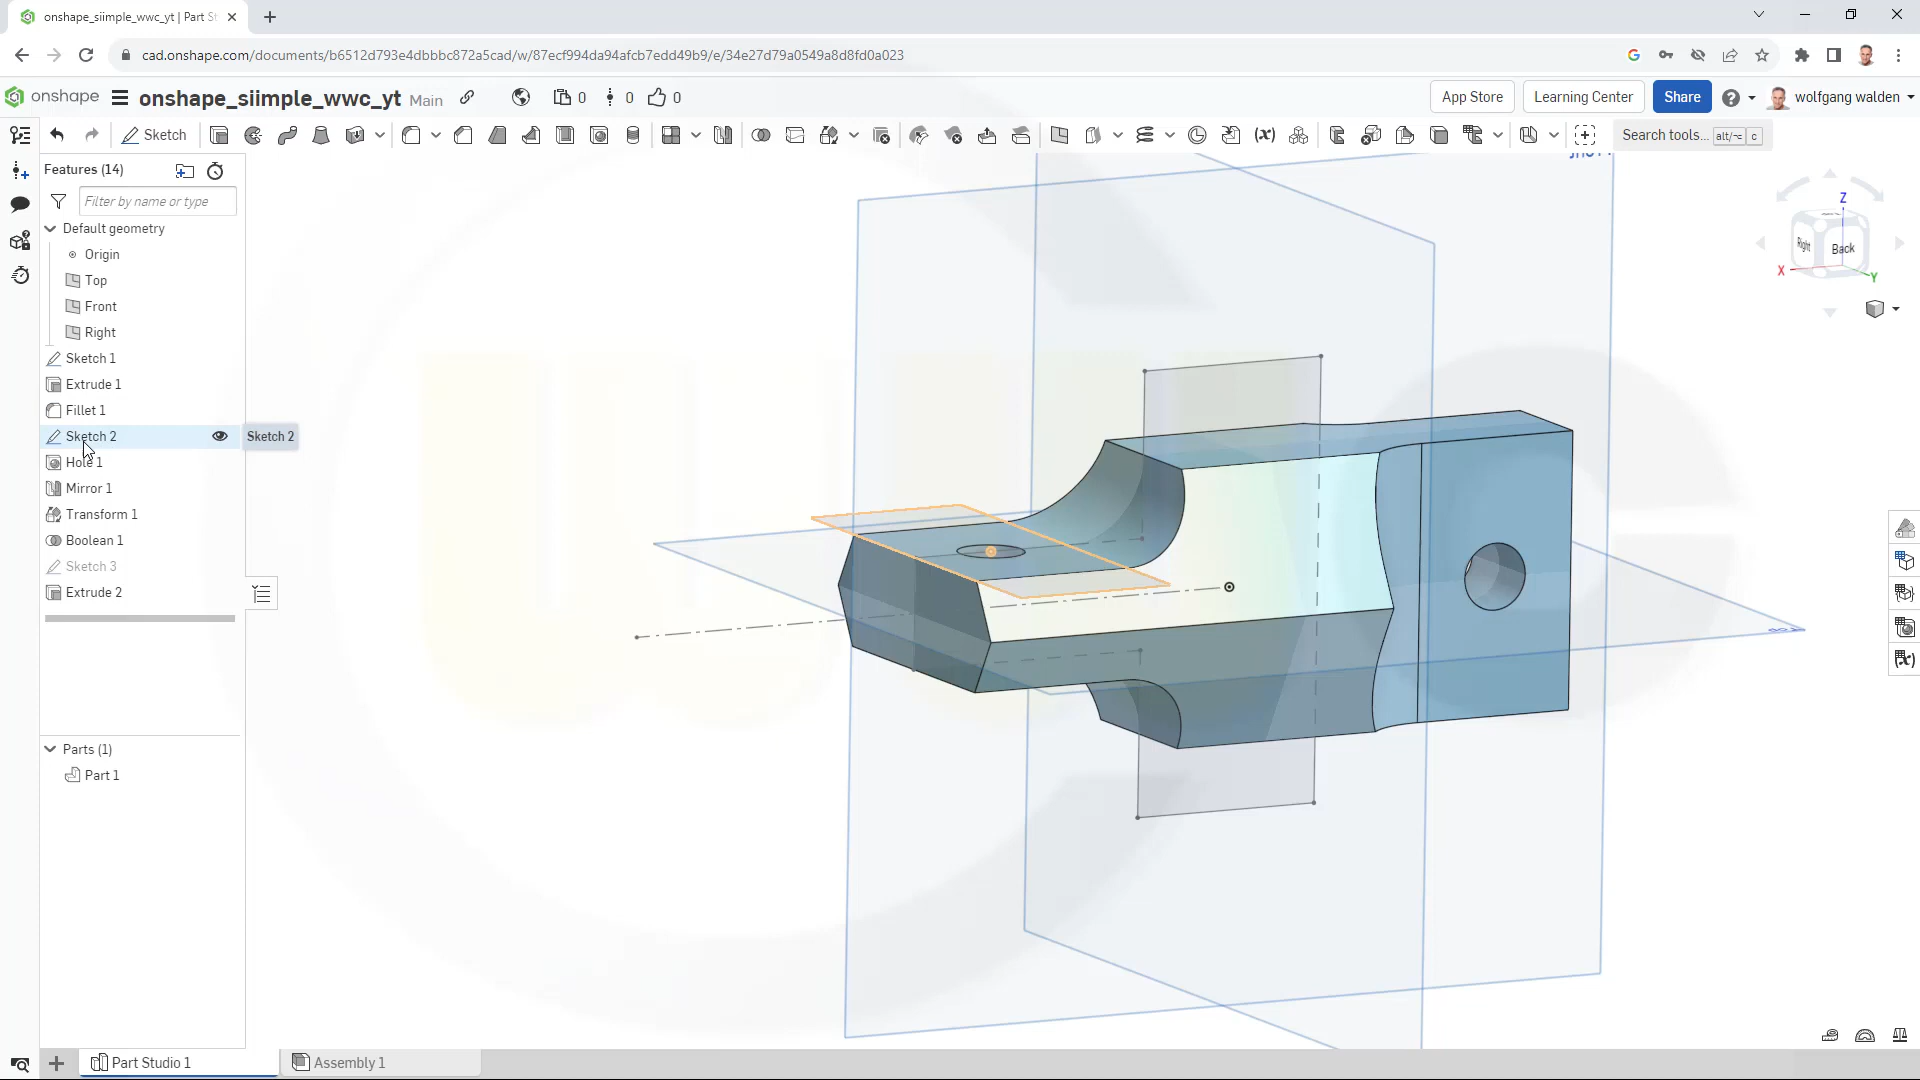 onshape_siimple_wwc_yt | Part St
cad.onshape.com/documents/b6512d793e4dbbbc872a5cad/w/87ecf994da94afcb7edd49b9/e/34e27d79a0549a8d8fd0a023
onshape
onshape_siimple_wwc_yt Main
0
0
0
App Store
Learning Center
Share
wolfgang walden
Sketch
Search tools... alt/⌥ c
Features (14)
Filter by name or type
Default geometry
Origin
Top
Front
Right
Sketch 1
Extrude 1
Fillet 1
Sketch 2
Sketch 2
Hole 1
Mirror 1
Transform 1
Boolean 1
Sketch 3
Extrude 2
Parts (1)
Part 1
Z
Right
Back
X
Y
Part Studio 1
Assembly 1